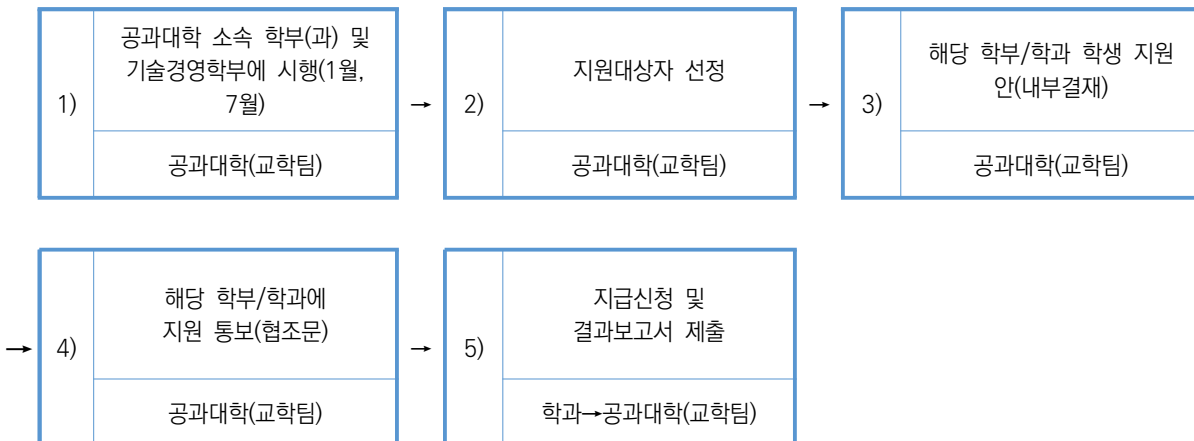 1)
공과대학 소속 학부(과) 및
기술경영학부에 시행(1월,
7월)
공과대학(교학팀)
→
2)
지원대상자 선정
공과대학(교학팀)
→
3)
해당 학부/학과 학생 지원
안(내부결재)
공과대학(교학팀)
→
4)
해당 학부/학과에
지원 통보(협조문)
공과대학(교학팀)
→
5)
지급신청 및
결과보고서 제출
학과→공과대학(교학팀)